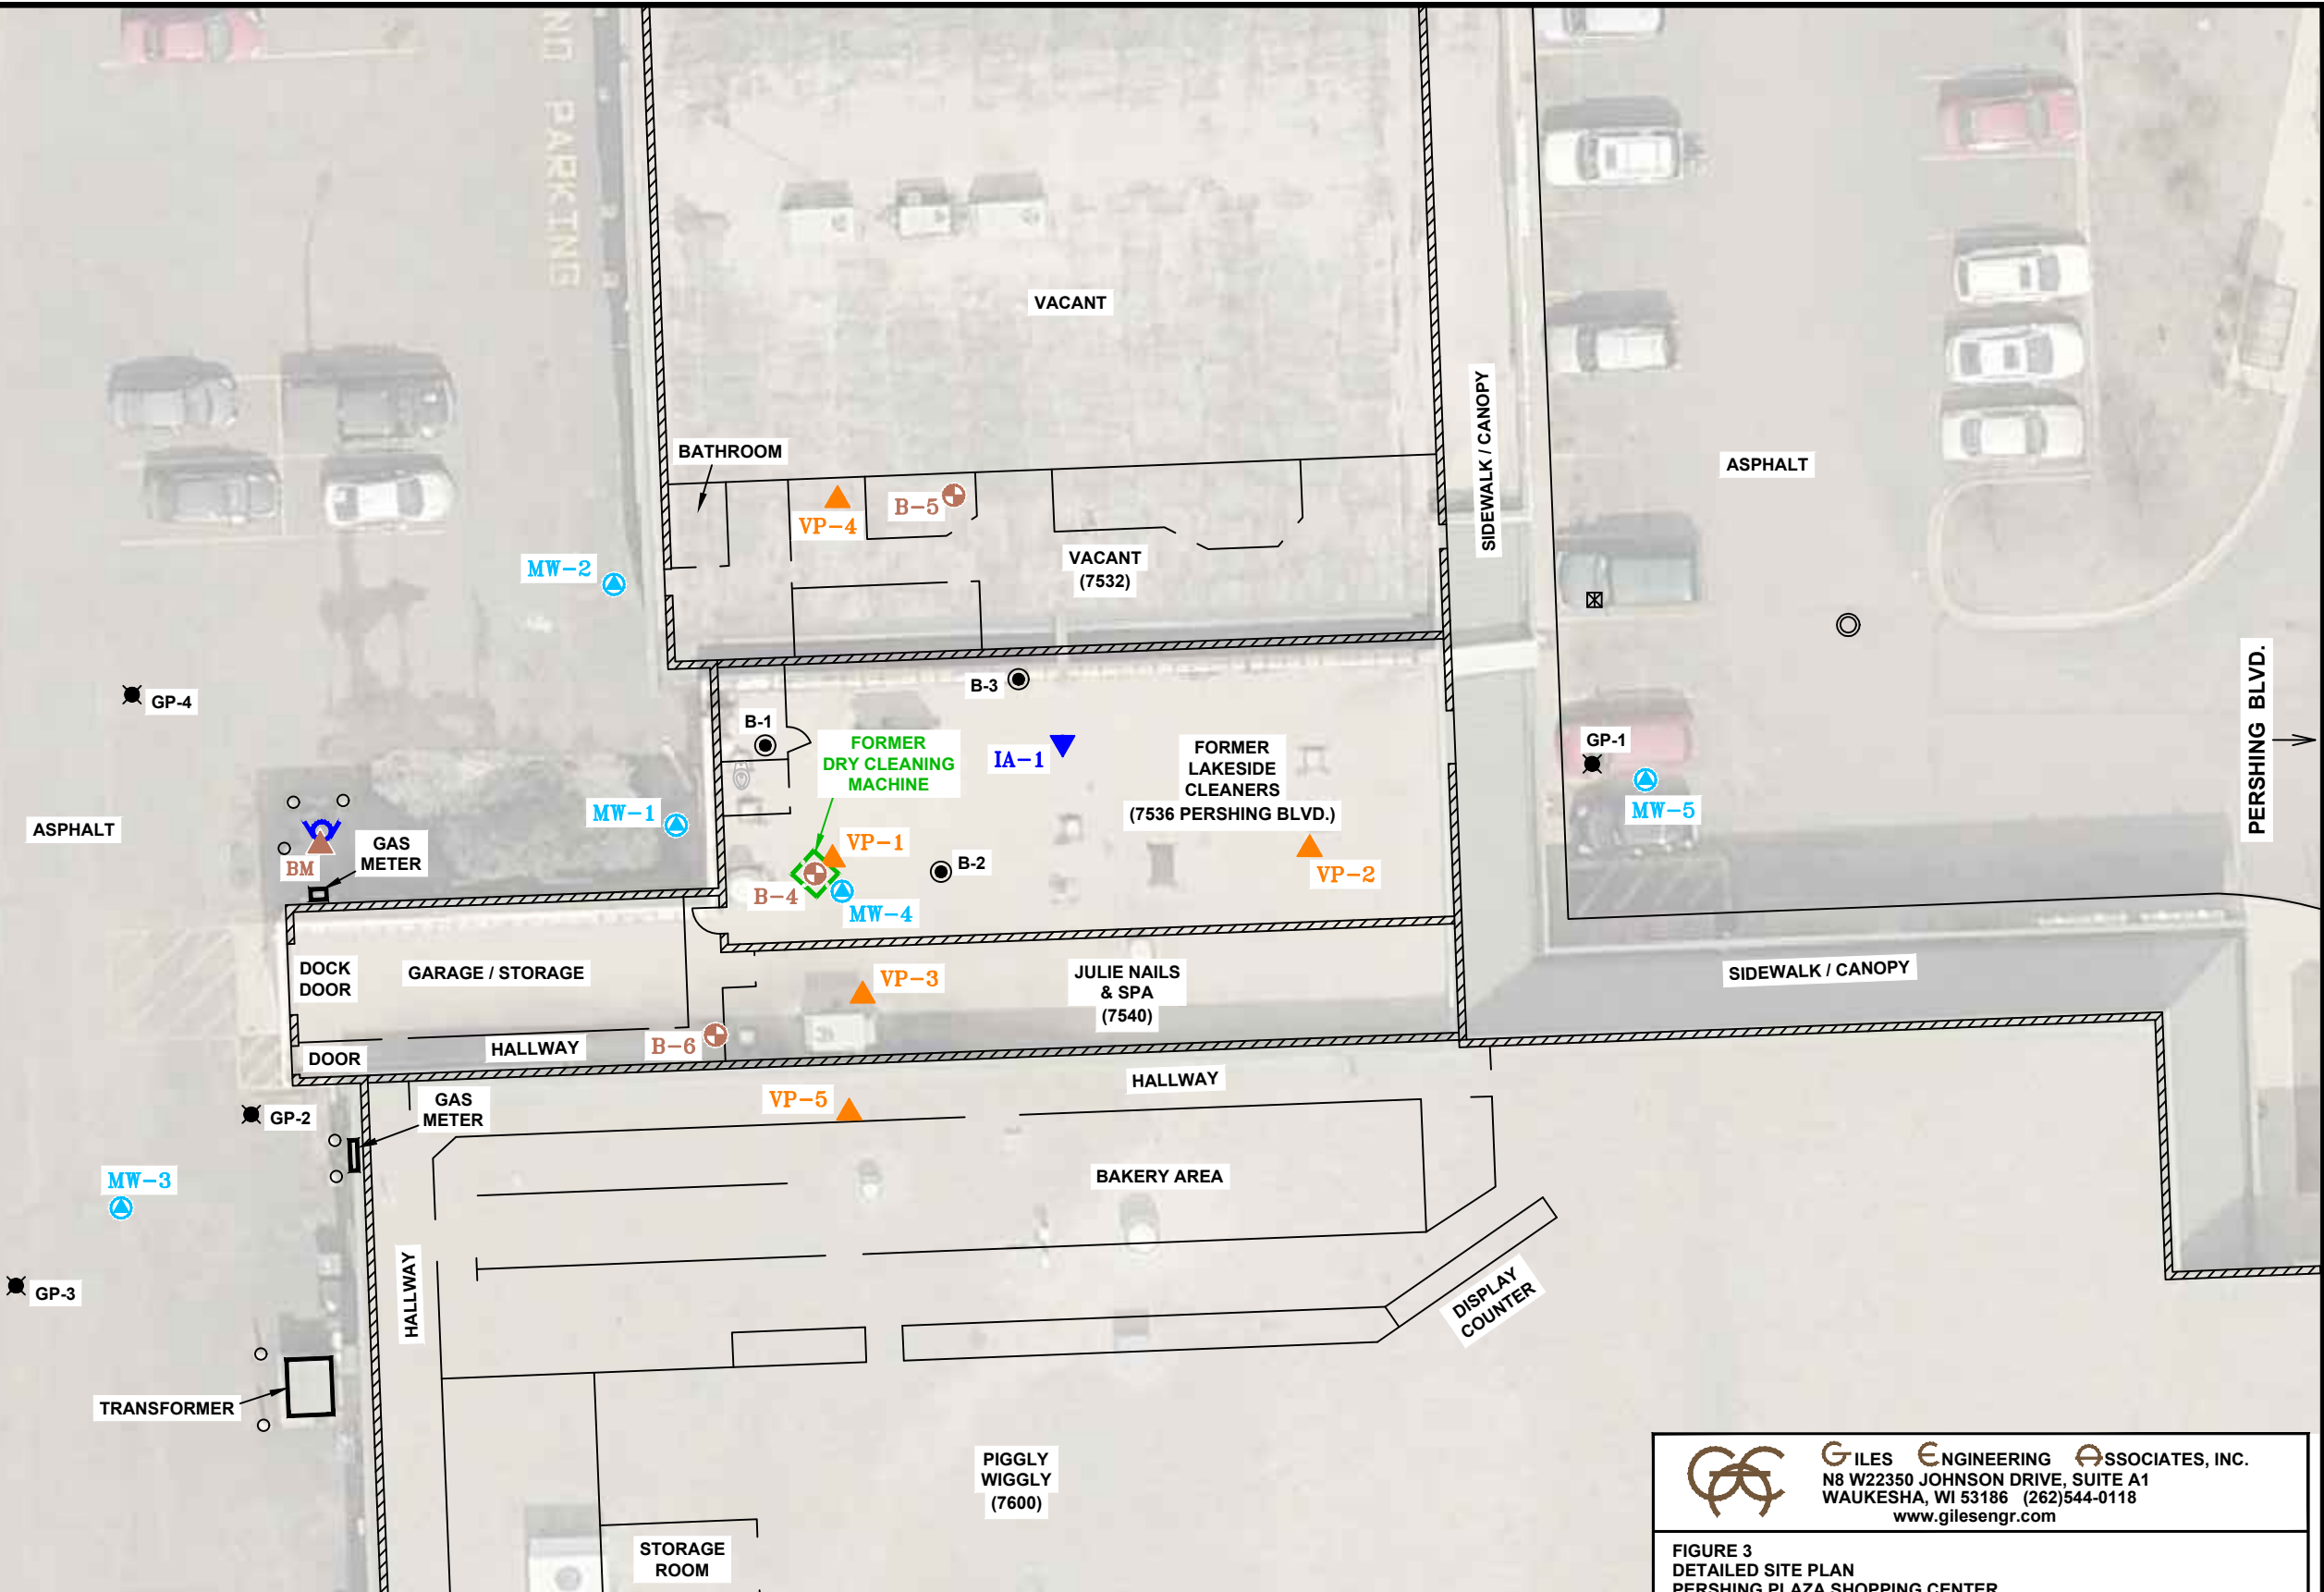 NO PARKING
VACANT
SIDEWALK / CANOPY
ASPHALT
BATHROOM
VP-4
B-5
MW-2
VACANT
(7532)
PERSHING BLVD.
GP-4
B-3
B-1
FORMER
DRY CLEANING
MACHINE
IA-1
FORMER
LAKESIDE
CLEANERS
(7536 PERSHING BLVD.)
GP-1
MW-5
MW-1
ASPHALT
BM
GAS
METER
VP-1
B-2
VP-2
B-4
MW-4
DOCK
DOOR
GARAGE / STORAGE
VP-3
JULIE NAILS
& SPA
(7540)
SIDEWALK / CANOPY
DOOR
HALLWAY
B-6
HALLWAY
GP-2
GAS
METER
VP-5
MW-3
BAKERY AREA
GP-3
HALLWAY
DISPLAY
COUNTER
TRANSFORMER
PIGGLY
WIGGLY
(7600)
STORAGE
ROOM
GILES ENGINEERING ASSOCIATES, INC.
N8 W22350 JOHNSON DRIVE, SUITE A1
WAUKESHA, WI 53186 (262)544-0118
www.gilesengr.com
FIGURE 3
DETAILED SITE PLAN
PERSHING PLAZA SHOPPING CENTER